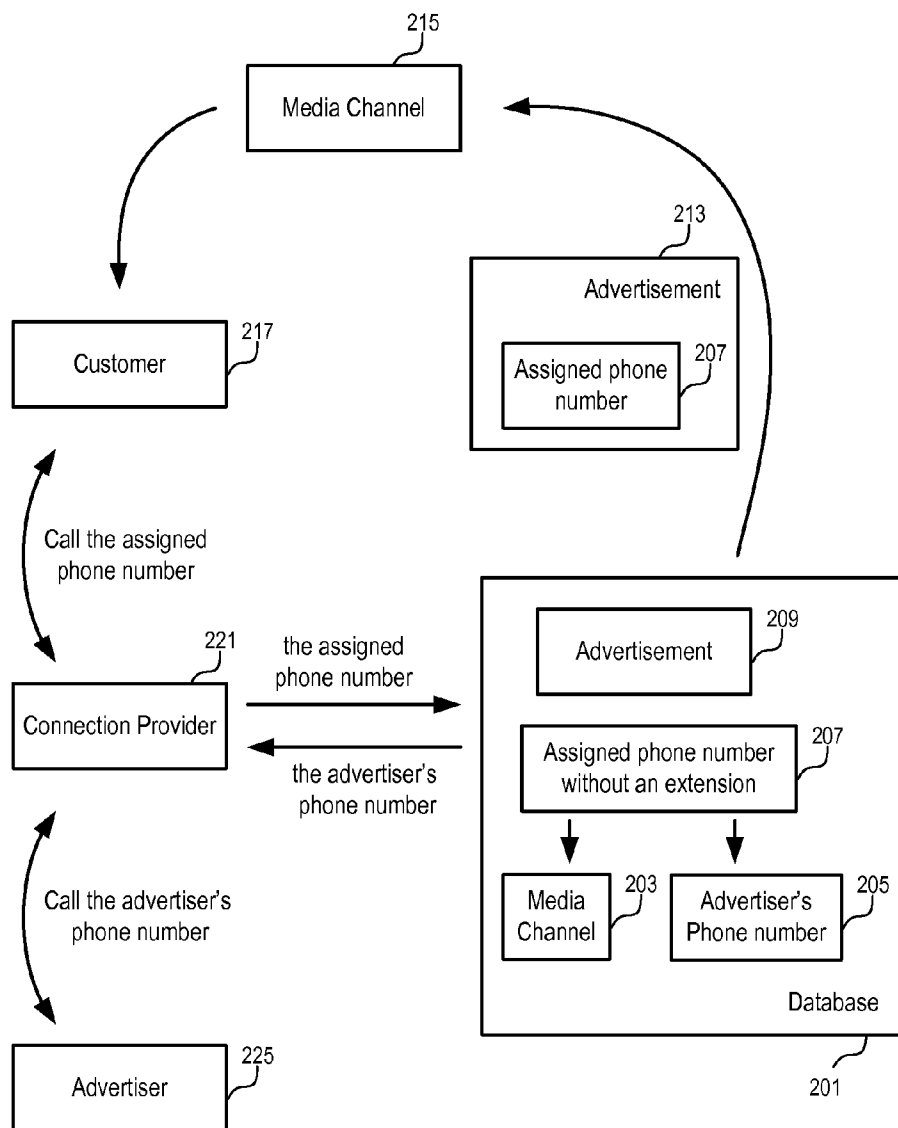 215
Media Channel
213
Advertisement
207
Assigned phone
number
217
Customer
Call the assigned
phone number
221
Connection Provider
the assigned
phone number
the advertiser's
phone number
209
Advertisement
207
Assigned phone number
without an extension
203
Media
Channel
205
Advertiser's
Phone number
Database
201
Call the advertiser's
phone number
225
Advertiser